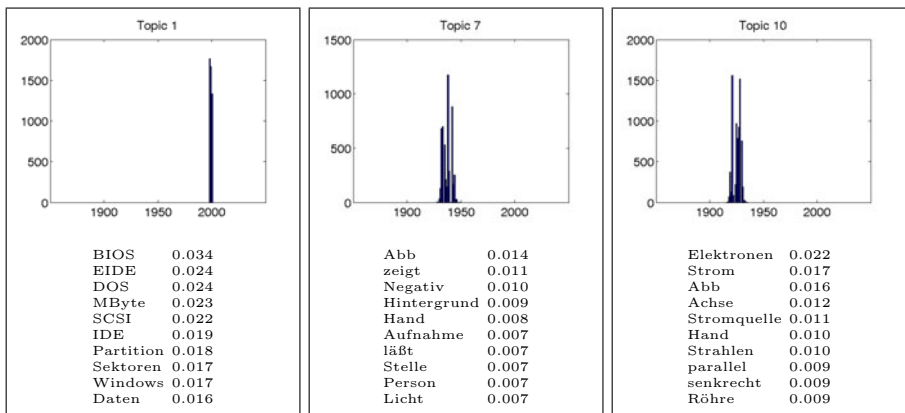 Topic 1
2000
1500
1000
500
0
1900 1950 2000
BIOS 0.034
EIDE 0.024
DOS 0.024
MByte 0.023
SCSI 0.022
IDE 0.019
Partition 0.018
Sektoren 0.017
Windows 0.017
Daten 0.016
Topic 7
1500
1000
500
0
1900 1950 2000
Abb 0.014
zeigt 0.011
Negativ 0.010
Hintergrund 0.009
Hand 0.008
Aufnahme 0.007
läßt 0.007
Stelle 0.007
Person 0.007
Licht 0.007
Topic 10
2000
1500
1000
500
0
1900 1950 2000
Elektronen 0.022
Strom 0.017
Abb 0.016
Achse 0.012
Stromquelle 0.011
Hand 0.010
Strahlen 0.010
parallel 0.009
senkrecht 0.009
Röhre 0.009